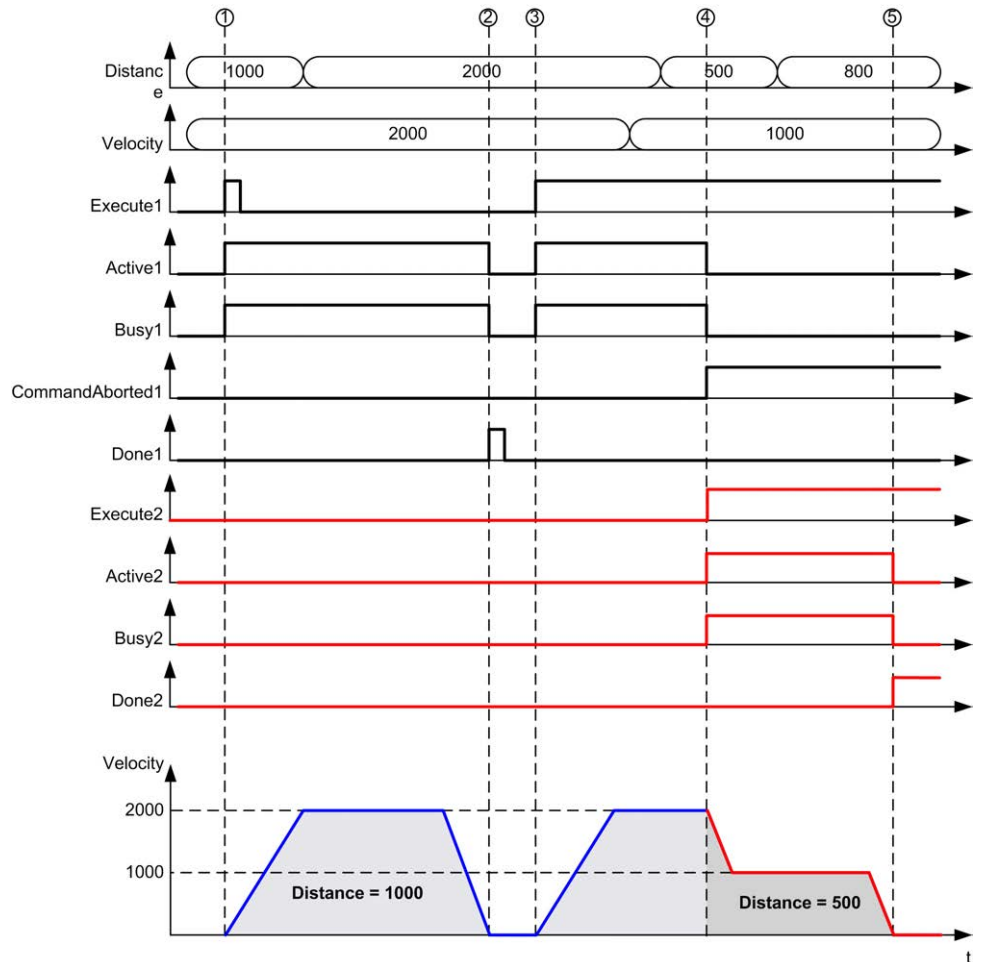 1 2 3 4 5
Distanc
e
1000 2000 500 800
Velocity
2000 1000
Execute1
Active1
Busy1
CommandAborted1
Done1
Execute2
Active2
Busy2
Done2
Velocity
2000
1000
Distance = 1000
Distance = 500
t